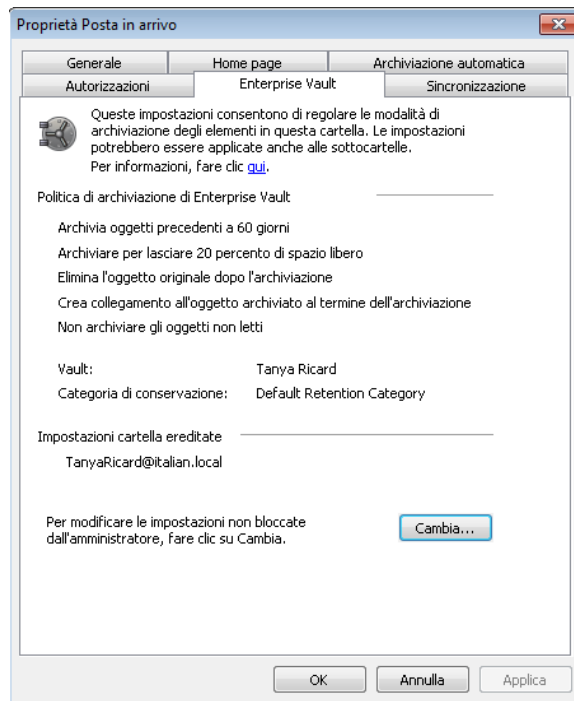 Proprietà Posta in arrivo
Generale
Home page
Archiviazione automatica
Autorizzazioni
Enterprise Vault
Sincronizzazione
Queste impostazioni consentono di regolare le modalità di
archiviazione degli elementi in questa cartella. Le impostazioni
potrebbero essere applicate anche alle sottocartelle.
Per informazioni, fare clic qui.
Politica di archiviazione di Enterprise Vault
Archivia oggetti precedenti a 60 giorni
Archiviare per lasciare 20 percento di spazio libero
Elimina l'oggetto originale dopo l'archiviazione
Crea collegamento all'oggetto archiviato al termine dell'archiviazione
Non archiviare gli oggetti non letti
Vault: Tanya Ricard
Categoria di conservazione: Default Retention Category
Impostazioni cartella ereditate
TanyaRicard@italian.local
Per modificare le impostazioni non bloccate
dall'amministratore, fare clic su Cambia.
Cambia...
OK
Annulla
Applica